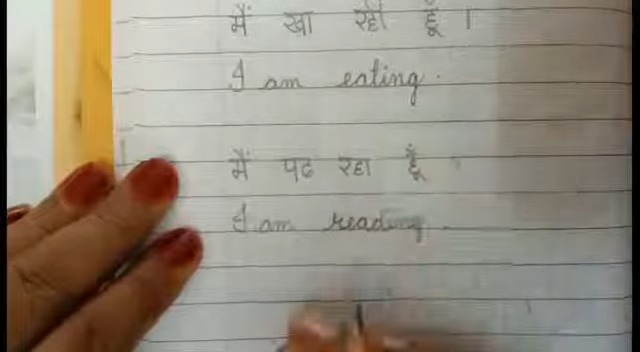 मैं खा रही हूँ ।
I am eating.
मैं पढ रहा हूँ
I am reading.